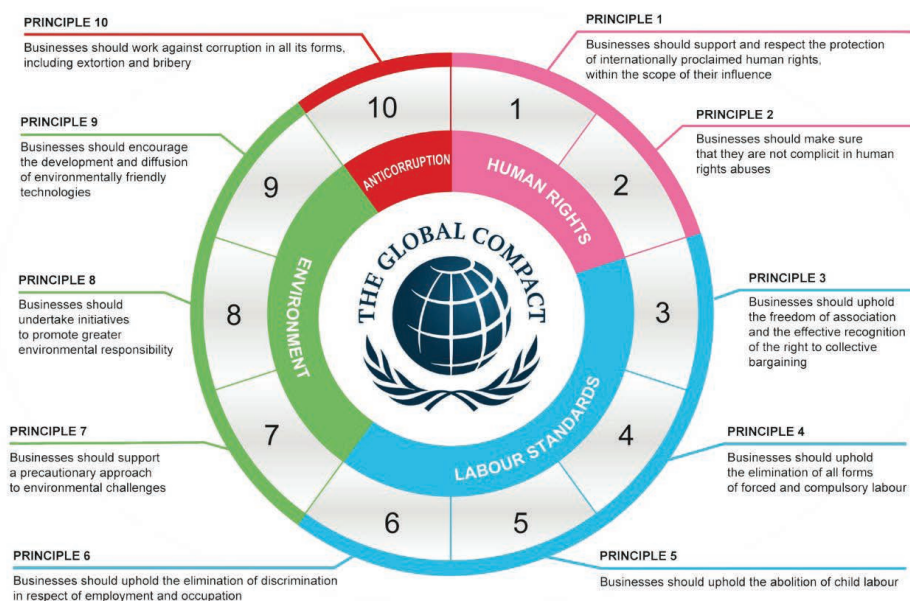 PRINCIPLE 10
Businesses should work against corruption in all its forms,
including extortion and bribery
PRINCIPLE 1
Businesses should support and respect the protection
of internationally proclaimed human rights,
within the scope of their influence
PRINCIPLE 9
Businesses should encourage
the development and diffusion
of environmentally friendly
technologies
PRINCIPLE 2
Businesses should make sure
that they are not complicit in human
rights abuses
PRINCIPLE 8
Businesses should
undertake initiatives
to promote greater
environmental responsibility
PRINCIPLE 3
Businesses should uphold
the freedom of association
and the effective recognition
of the right to collective
bargaining
PRINCIPLE 7
Businesses should support
a precautionary approach
to environmental challenges
PRINCIPLE 4
Businesses should uphold
the elimination of all forms
of forced and compulsory labour
PRINCIPLE 6
Businesses should uphold the elimination of discrimination
in respect of employment and occupation
PRINCIPLE 5
Businesses should uphold the abolition of child labour
10
1
9
2
8
3
7
4
6
5
ANTICORRUPTION
HUMAN RIGHTS
ENVIRONMENT
LABOUR STANDARDS
THE GLOBAL COMPACT